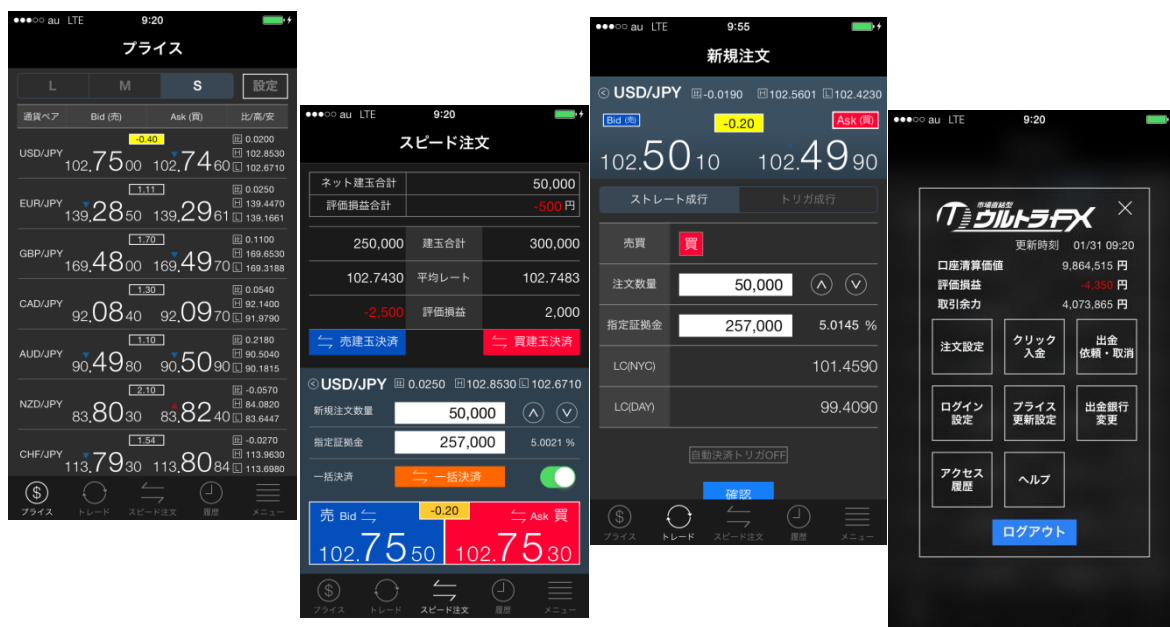 au LTE 9:20
プライス
L M S 設定
通貨ペア Bid (売) Ask (買) 比/高/安
-0.40
USD/JPY 102.7500 102.7460
比 0.0200
H 102.8530
L 102.6710
1.11
EUR/JPY 139.2850 139.2961
比 0.0250
H 139.4470
L 139.1661
1.70
GBP/JPY 169.4800 169.4970
比 0.1100
H 169.6530
L 169.3188
1.30
CAD/JPY 92.0840 92.0970
比 0.0540
H 92.1400
L 91.9790
1.10
AUD/JPY 90.4980 90.5090
比 0.2180
H 90.5040
L 90.1815
2.10
NZD/JPY 83.8030 83.8240
比 -0.0570
H 84.0820
L 83.6447
1.54
CHF/JPY 113.7930 113.8084
比 -0.0270
H 113.9630
L 113.6980
プライス トレード スピード注文 履歴 メニュー
au LTE 9:20
スピード注文
ネット建玉合計 50,000
評価損益合計 -500 円
250,000 建玉合計 300,000
102.7430 平均レート 102.7483
-2,500 評価損益 2,000
売建玉決済 買建玉決済
USD/JPY 比 0.0250 H 102.8530 L 102.6710
新規注文数量 50,000
指定証拠金 257,000 5.0021 %
一括決済 一括決済
売 Bid -0.20 Ask 買
102.7550 102.7530
プライス トレード スピード注文 履歴 メニュー
au LTE 9:55
新規注文
USD/JPY 比 -0.0190 H 102.5601 L 102.4230
Bid (売) -0.20 Ask (買)
102.5010 102.4990
ストレート成行 トリガ成行
売買 買
注文数量 50,000
指定証拠金 257,000 5.0145 %
LC(NYC) 101.4590
LC(DAY) 99.4090
自動決済トリガOFF
確認
プライス トレード スピード注文 履歴 メニュー
au LTE 9:20
市場直結型
ウルトラFX
更新時刻 01/31 09:20
口座清算価値 9,864,515 円
評価損益 -4,350 円
取引余力 4,073,865 円
注文設定 クリック入金 出金依頼・取消
ログイン設定 プライス更新設定 出金銀行変更
アクセス履歴 ヘルプ
ログアウト